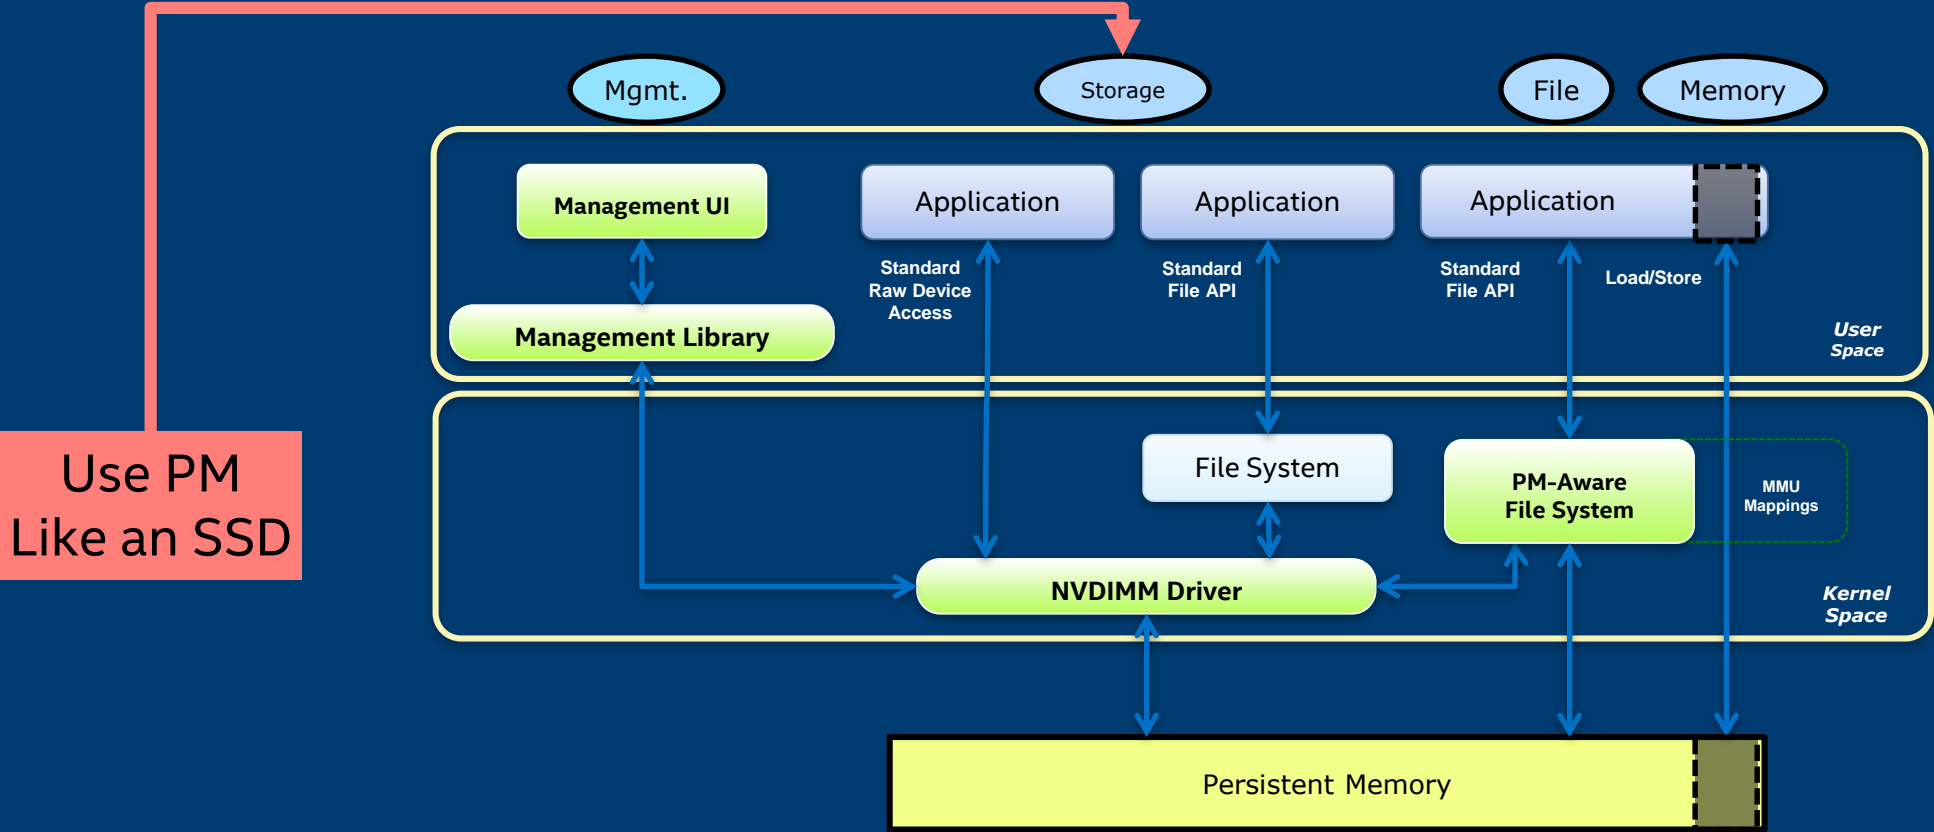 Mgmt.
Storage
File
Memory
Management UI
Application
Application
Application
Standard
Raw Device
Access
Standard
File API
Standard
File API
Load/Store
Management Library
User
Space
Use PM
Like an SSD
File System
PM-Aware
File System
MMU
Mappings
NVDIMM Driver
Kernel
Space
Persistent Memory